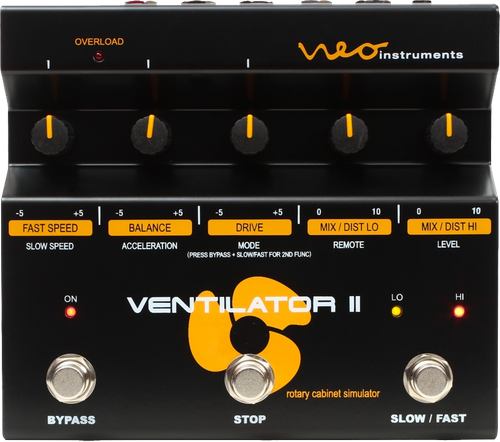 OVERLOAD
neo instruments
-5 +5 -5 +5 -5 +5 0 10 0 10
FAST SPEED BALANCE DRIVE MIX / DIST LO MIX / DIST HI
SLOW SPEED ACCELERATION MODE REMOTE LEVEL
(PRESS BYPASS + SLOW/FAST FOR 2ND FUNC)
ON VENTILATOR II LO HI
rotary cabinet simulator
BYPASS STOP SLOW / FAST